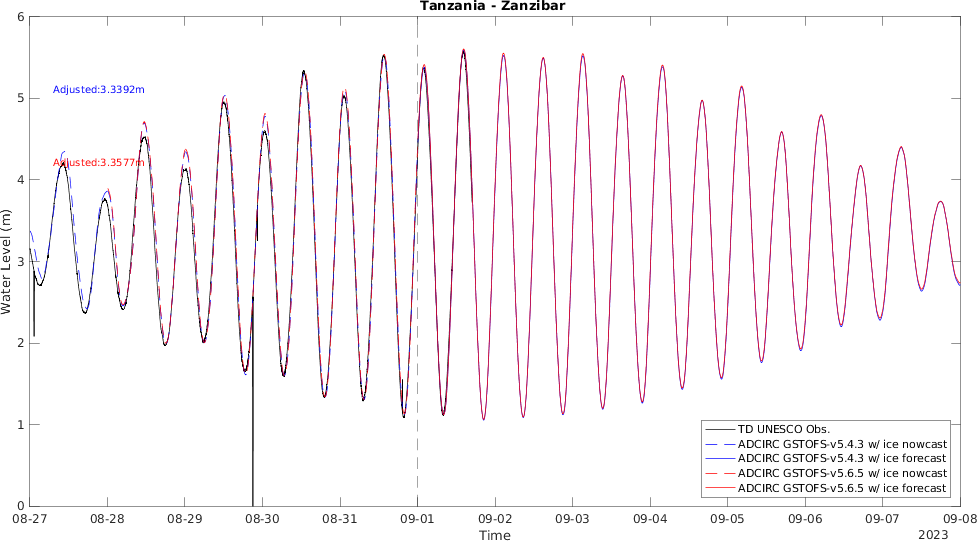 Tanzania - Zanzibar
6
5
4
3
2
1
0
Water Level (m)
Adjusted:3.3392m
Adjusted:3.3577m
TD UNESCO Obs.
ADCIRC GSTOFS-v5.4.3 w/ ice nowcast
ADCIRC GSTOFS-v5.4.3 w/ ice forecast
ADCIRC GSTOFS-v5.6.5 w/ ice nowcast
ADCIRC GSTOFS-v5.6.5 w/ ice forecast
08-27 08-28 08-29 08-30 08-31 09-01 09-02 09-03 09-04 09-05 09-06 09-07 09-08
Time
2023